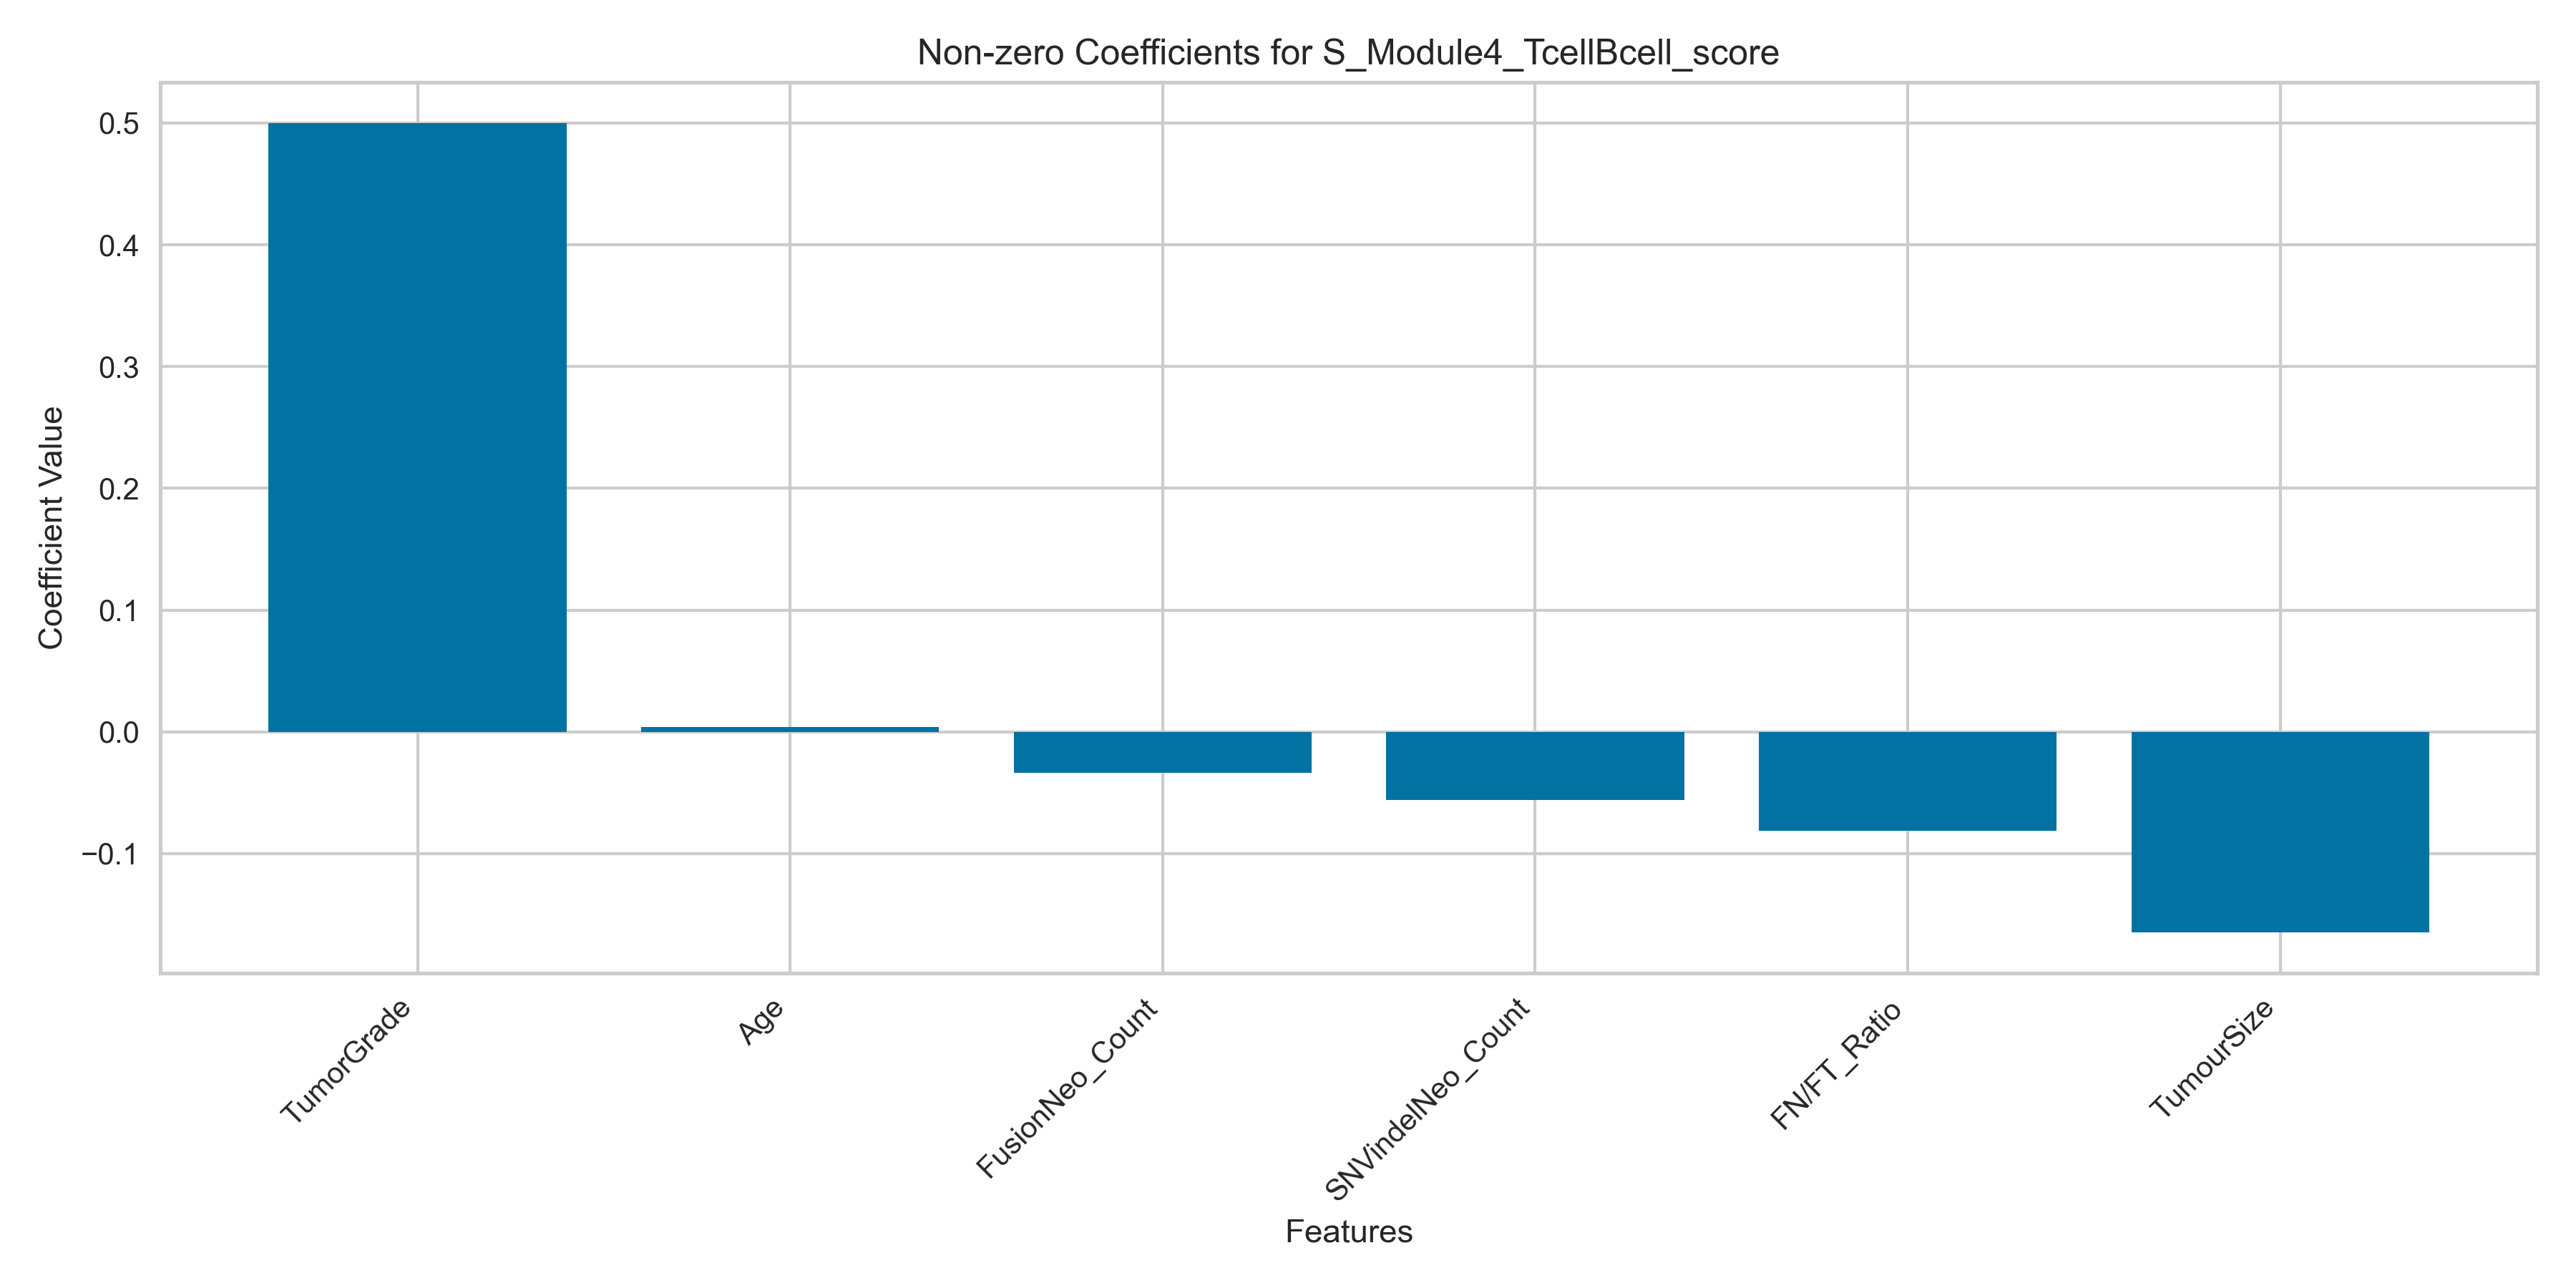 Non-zero Coefficients for S_Module4_TcellBcell_score
Coefficient Value
0.5
0.4
0.3
0.2
0.1
0.0
−0.1
TumorGrade
Age
FusionNeo_Count
SNVindelNeo_Count
FN/FT_Ratio
TumourSize
Features